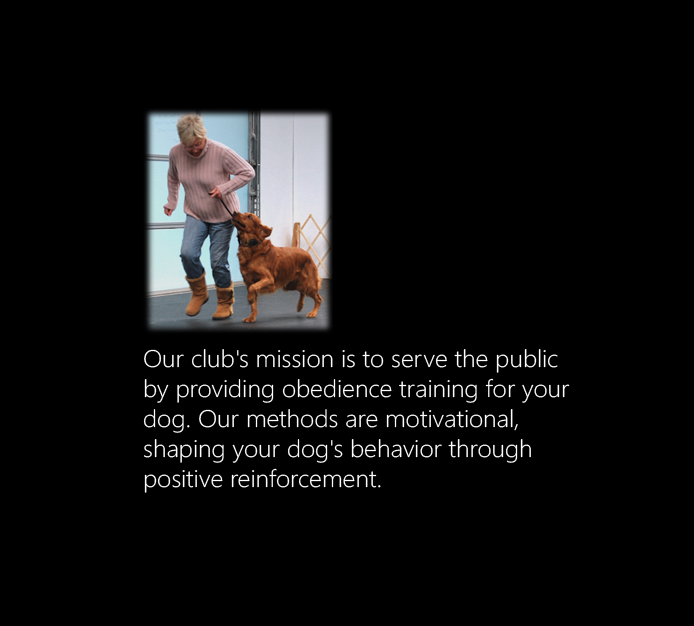 Our club's mission is to serve the public
by providing obedience training for your
dog. Our methods are motivational,
shaping your dog's behavior through
positive reinforcement.